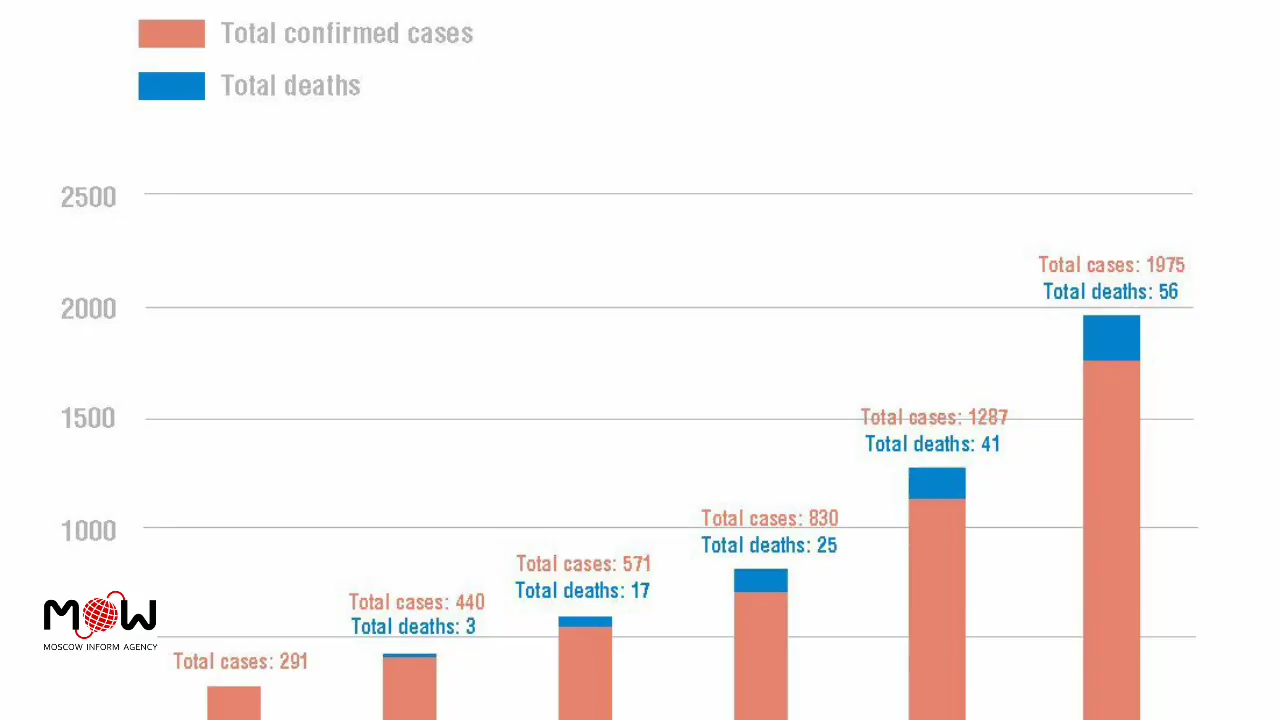 Total confirmed cases
Total deaths
2500
Total cases: 1975
Total deaths: 56
2000
1500
Total cases: 1287
Total deaths: 41
1000
Total cases: 830
Total deaths: 25
Total cases: 571
Total deaths: 17
Total cases: 440
Total deaths: 3
MOW
MOSCOW INFORM AGENCY
Total cases: 291